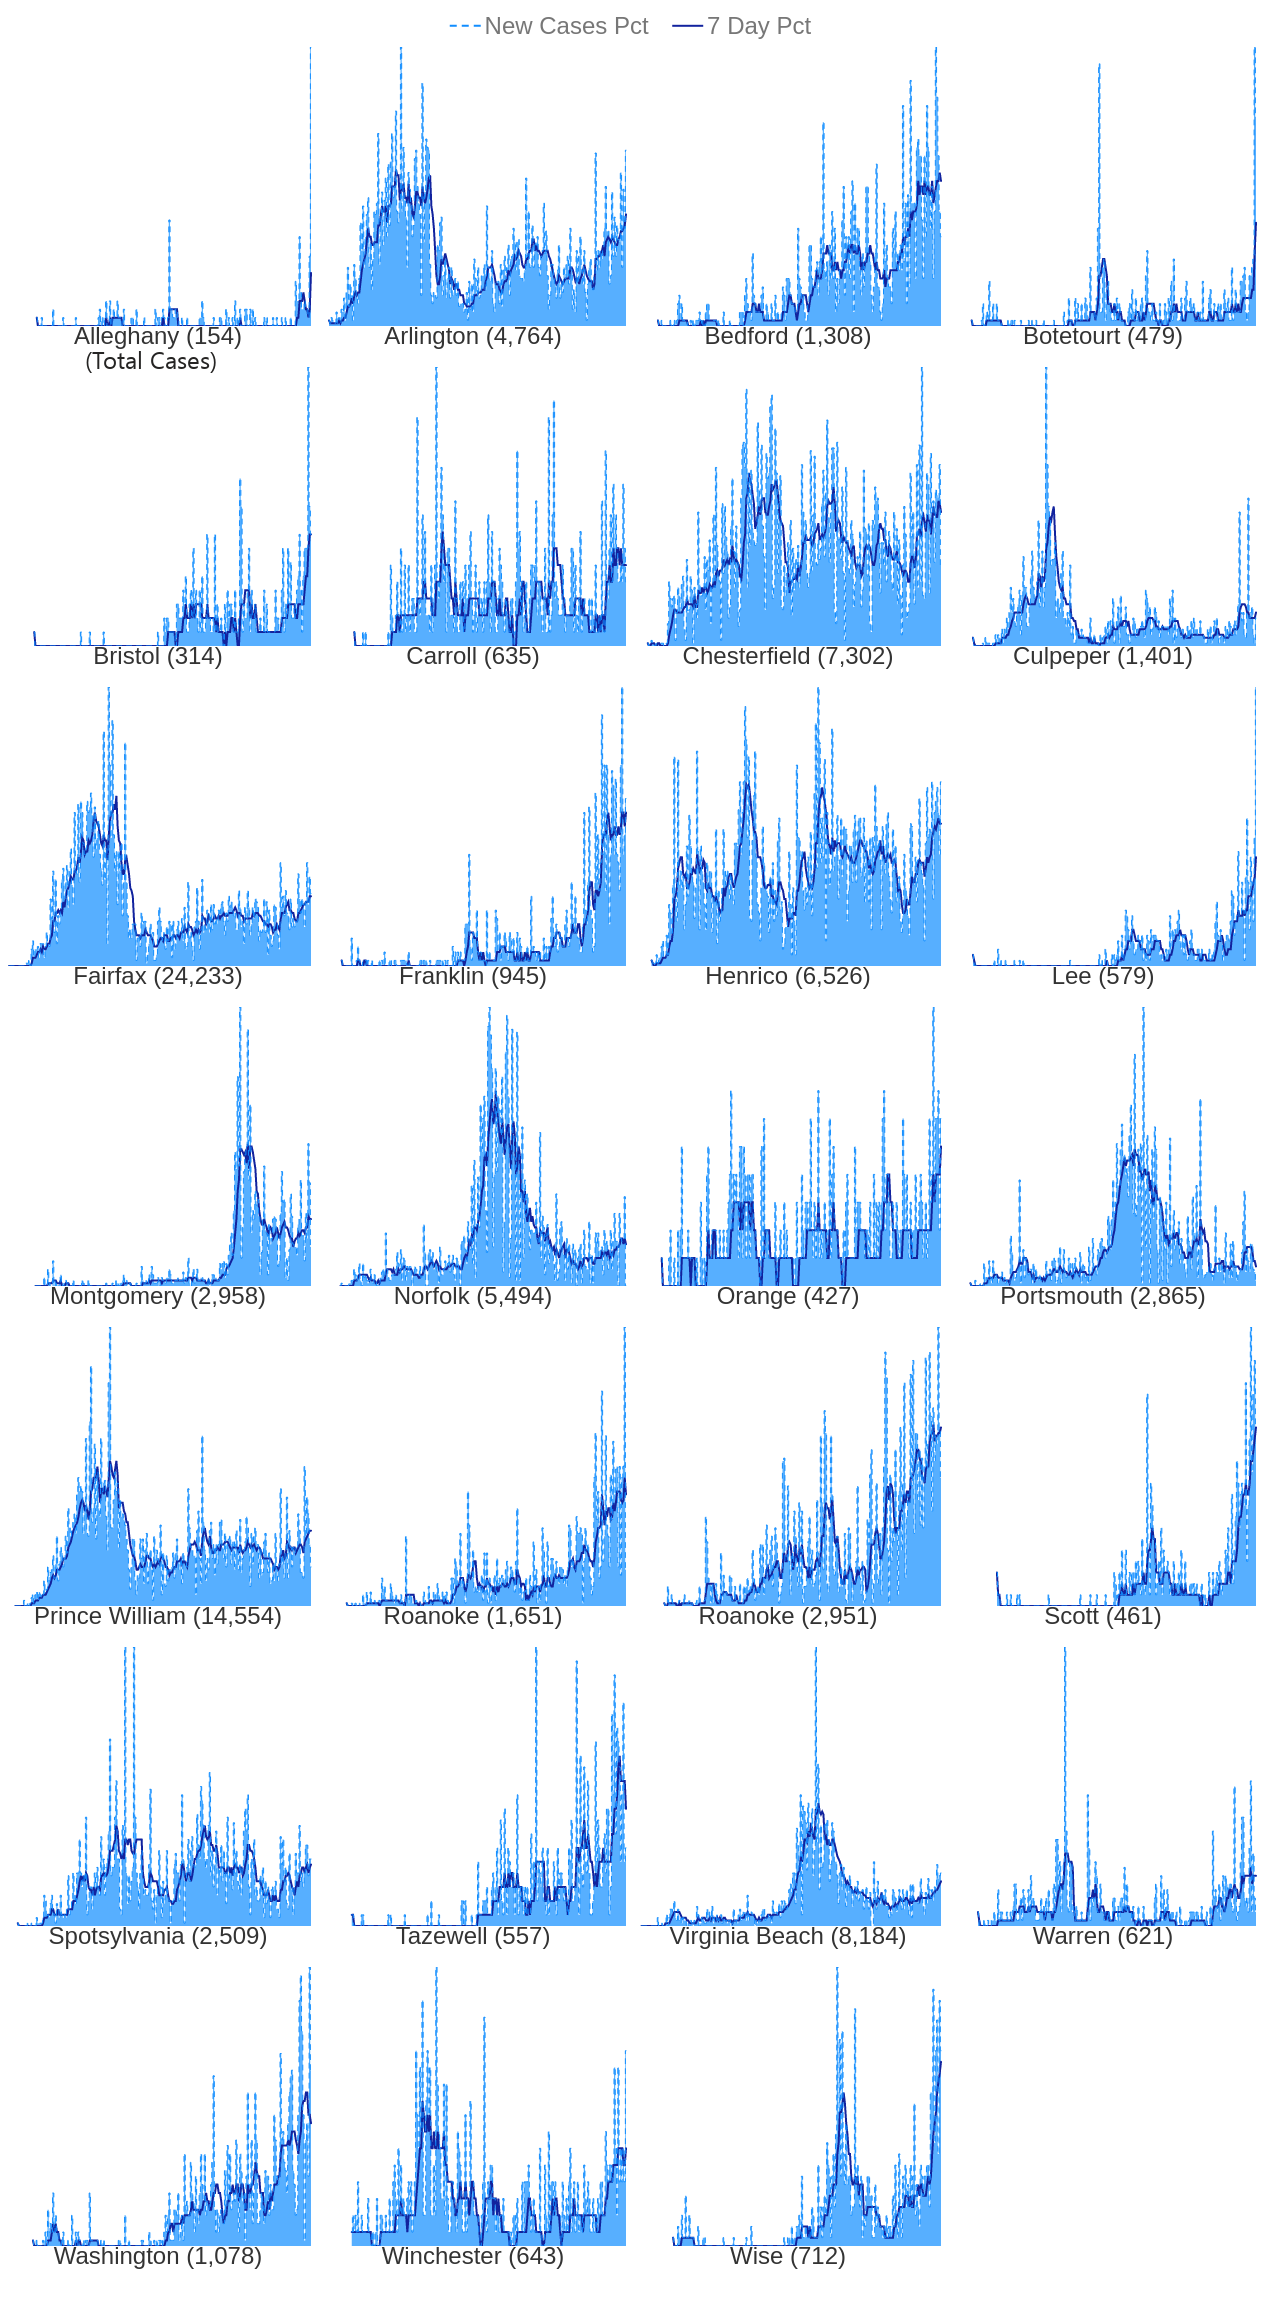 New Cases Pct 7 Day Pct
Alleghany (154) Arlington (4,764) Bedford (1,308) Botetourt (479)
(Total Cases)
Bristol (314) Carroll (635) Chesterfield (7,302) Culpeper (1,401)
Fairfax (24,233) Franklin (945) Henrico (6,526) Lee (579)
Montgomery (2,958) Norfolk (5,494) Orange (427) Portsmouth (2,865)
Prince William (14,554) Roanoke (1,651) Roanoke (2,951) Scott (461)
Spotsylvania (2,509) Tazewell (557) Virginia Beach (8,184) Warren (621)
Washington (1,078) Winchester (643) Wise (712)